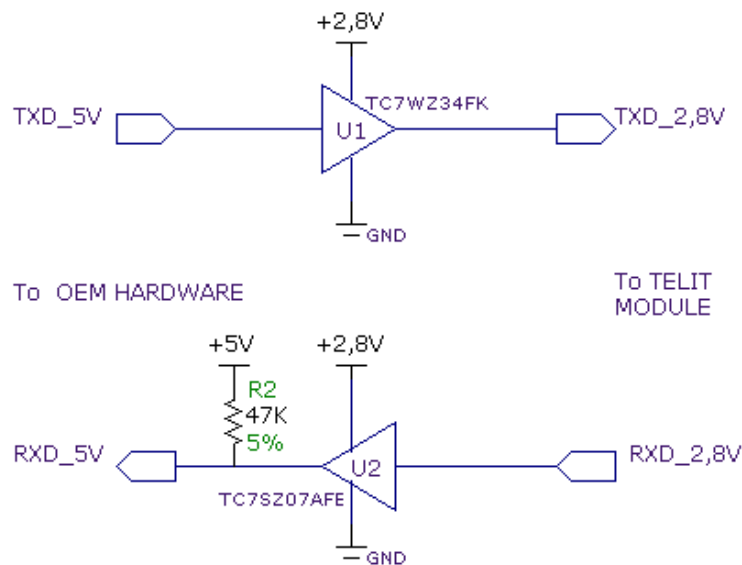 +2,8V
TC7WZ34FK
TXD_5V
U1
TXD_2,8V
GND
To OEM HARDWARE
To TELIT
MODULE
+5V
+2,8V
R2
47K
5%
RXD_5V
U2
RXD_2,8V
TC7SZ07AFE
GND